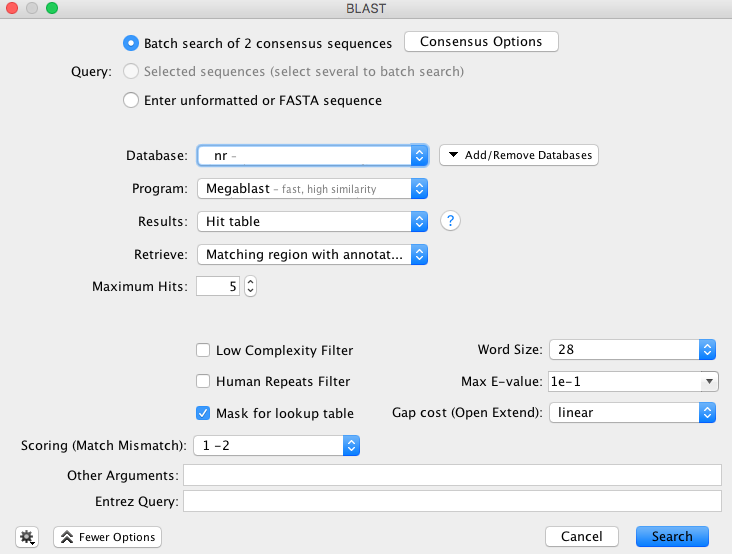 BLAST
Batch search of 2 consensus sequences Consensus Options
Query: Selected sequences (select several to batch search)
Enter unformatted or FASTA sequence
Database: nr – Add/Remove Databases
Program: Megablast – fast, high similarity
Results: Hit table ?
Retrieve: Matching region with annotat...
Maximum Hits: 5
Low Complexity Filter Word Size: 28
Human Repeats Filter Max E-value: 1e-1
Mask for lookup table Gap cost (Open Extend): linear
Scoring (Match Mismatch): 1 -2
Other Arguments:
Entrez Query:
Fewer Options Cancel Search